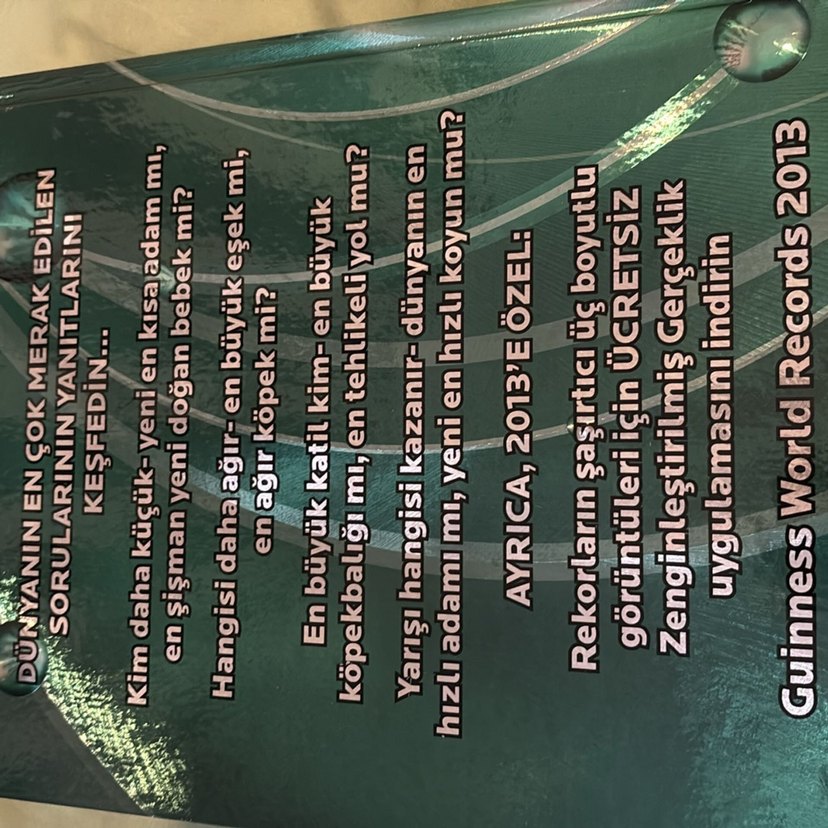 DÜNYANIN EN ÇOK MERAK EDİLEN
SORULARININ YANITLARINI
KEŞFEDİN...
Kim daha küçük- yeni en kısa adam mı,
en şişman yeni doğan bebek mi?
Hangisi daha ağır- en büyük eşek mi,
en ağır köpek mi?
En büyük katil kim- en büyük
köpekbalığı mı, en tehlikeli yol mu?
Yarışı hangisi kazanır- dünyanın en
hızlı adamı mı, yeni en hızlı koyun mu?
AYRICA, 2013'E ÖZEL:
Rekorların şaşırtıcı üç boyutlu
görüntüleri için ÜCRETSİZ
Zenginleştirilmiş Gerçeklik
uygulamasını indirin
Guinness World Records 2013